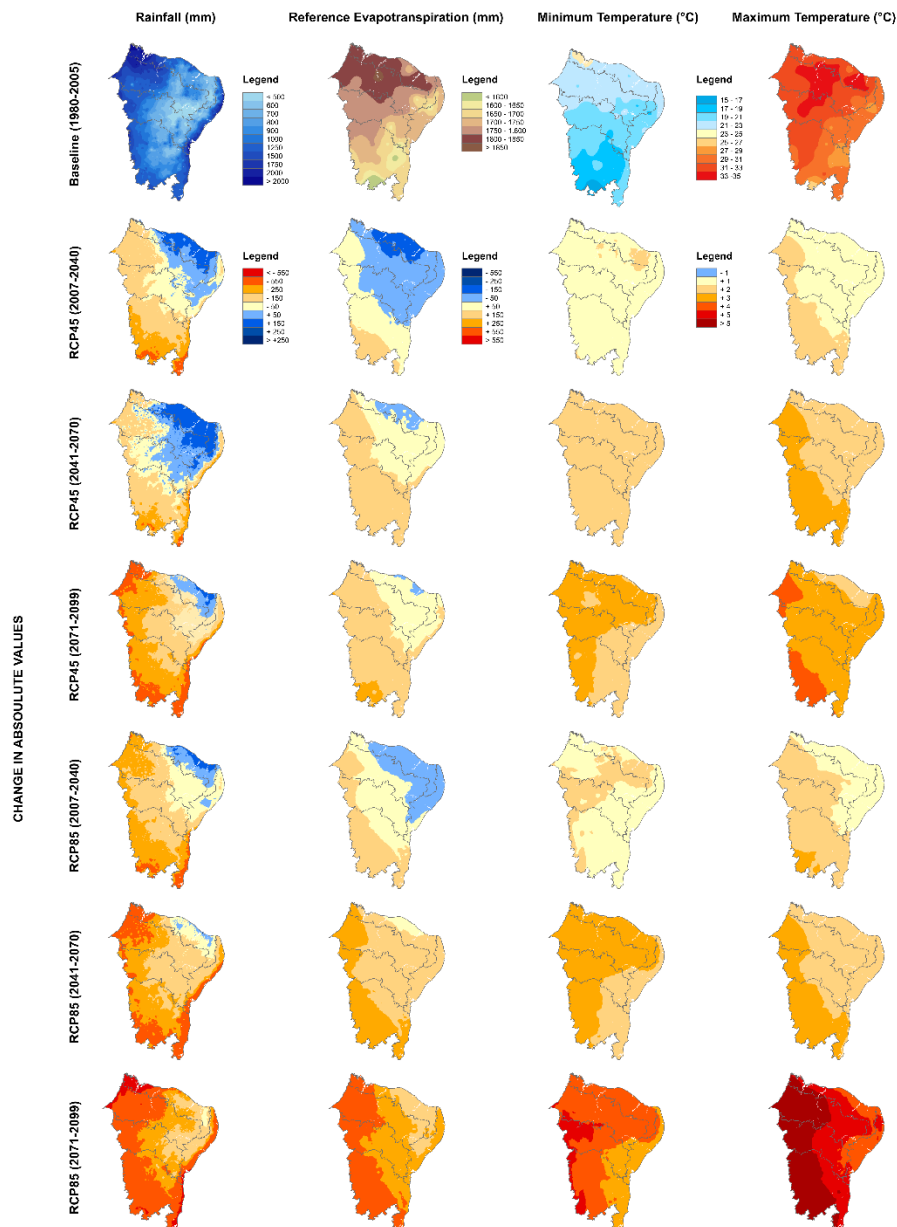 Rainfall (mm)
Reference Evapotranspiration (mm)
Minimum Temperature (°C)
Maximum Temperature (°C)
Baseline (1980-2005)
Legend
< 500
600
700
800
900
1000
1250
1500
1750
2000
> 2000
Legend
< 1600
1600 - 1650
1650 - 1700
1700 - 1750
1750 - 1.800
1800 - 1850
> 1850
Legend
15 - 17
17 - 19
19 - 21
21 - 23
23 - 25
25 - 27
27 - 29
29 - 31
31 - 33
33 -35
RCP45 (2007-2040)
Legend
< - 550
- 550
- 250
- 150
- 50
+ 50
+ 150
+ 250
> +250
Legend
- 550
- 250
- 150
- 50
+ 50
+ 150
+ 250
+ 550
> 550
Legend
- 1
+ 1
+ 2
+ 3
+ 4
+ 5
> 5
CHANGE IN ABSOULUTE VALUES
RCP45 (2041-2070)
RCP45 (2071-2099)
RCP85 (2007-2040)
RCP85 (2041-2070)
RCP85 (2071-2099)